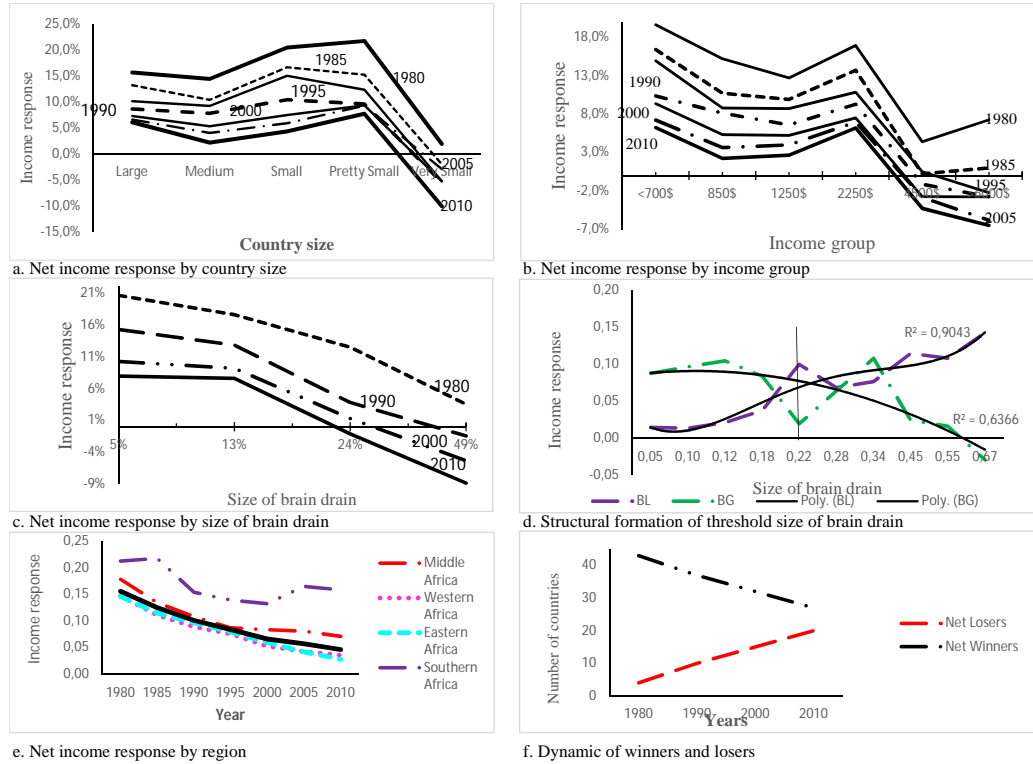 25,0%
20,0%
15,0%
10,0%
5,0%
0,0%
-5,0%
-10,0%
-15,0%
Income response
1985
1980
1990
1995
2000
2005
2010
Large Medium Small Pretty Small Very Small
Country size
a. Net income response by country size
18,0%
13,0%
8,0%
3,0%
-2,0%
-7,0%
Income response
1990
2000
2010
1980
1985
1995
2005
<700$ 850$ 1250$ 2250$ 4500$ >6000$
Income group
b. Net income response by income group
21%
16%
11%
6%
1%
-4%
-9%
Income response
1980
1990
2000
2010
5% 13% 24% 49%
Size of brain drain
c. Net income response by size of brain drain
0,20
0,15
0,10
0,05
0,00
-0,05
Income response
R² = 0,9043
R² = 0,6366
0,05 0,10 0,12 0,18 0,22 0,28 0,34 0,45 0,55 0,67
Size of brain drain
BL BG Poly. (BL) Poly. (BG)
d. Structural formation of threshold size of brain drain
0,25
0,20
0,15
0,10
0,05
0,00
Income response
1980 1985 1990 1995 2000 2005 2010
Year
Middle
Africa
Western
Africa
Eastern
Africa
Southern
Africa
e. Net income response by region
40
30
20
10
0
Number of countries
1980 1990 2000 2010
Years
Net Losers
Net Winners
f. Dynamic of winners and losers